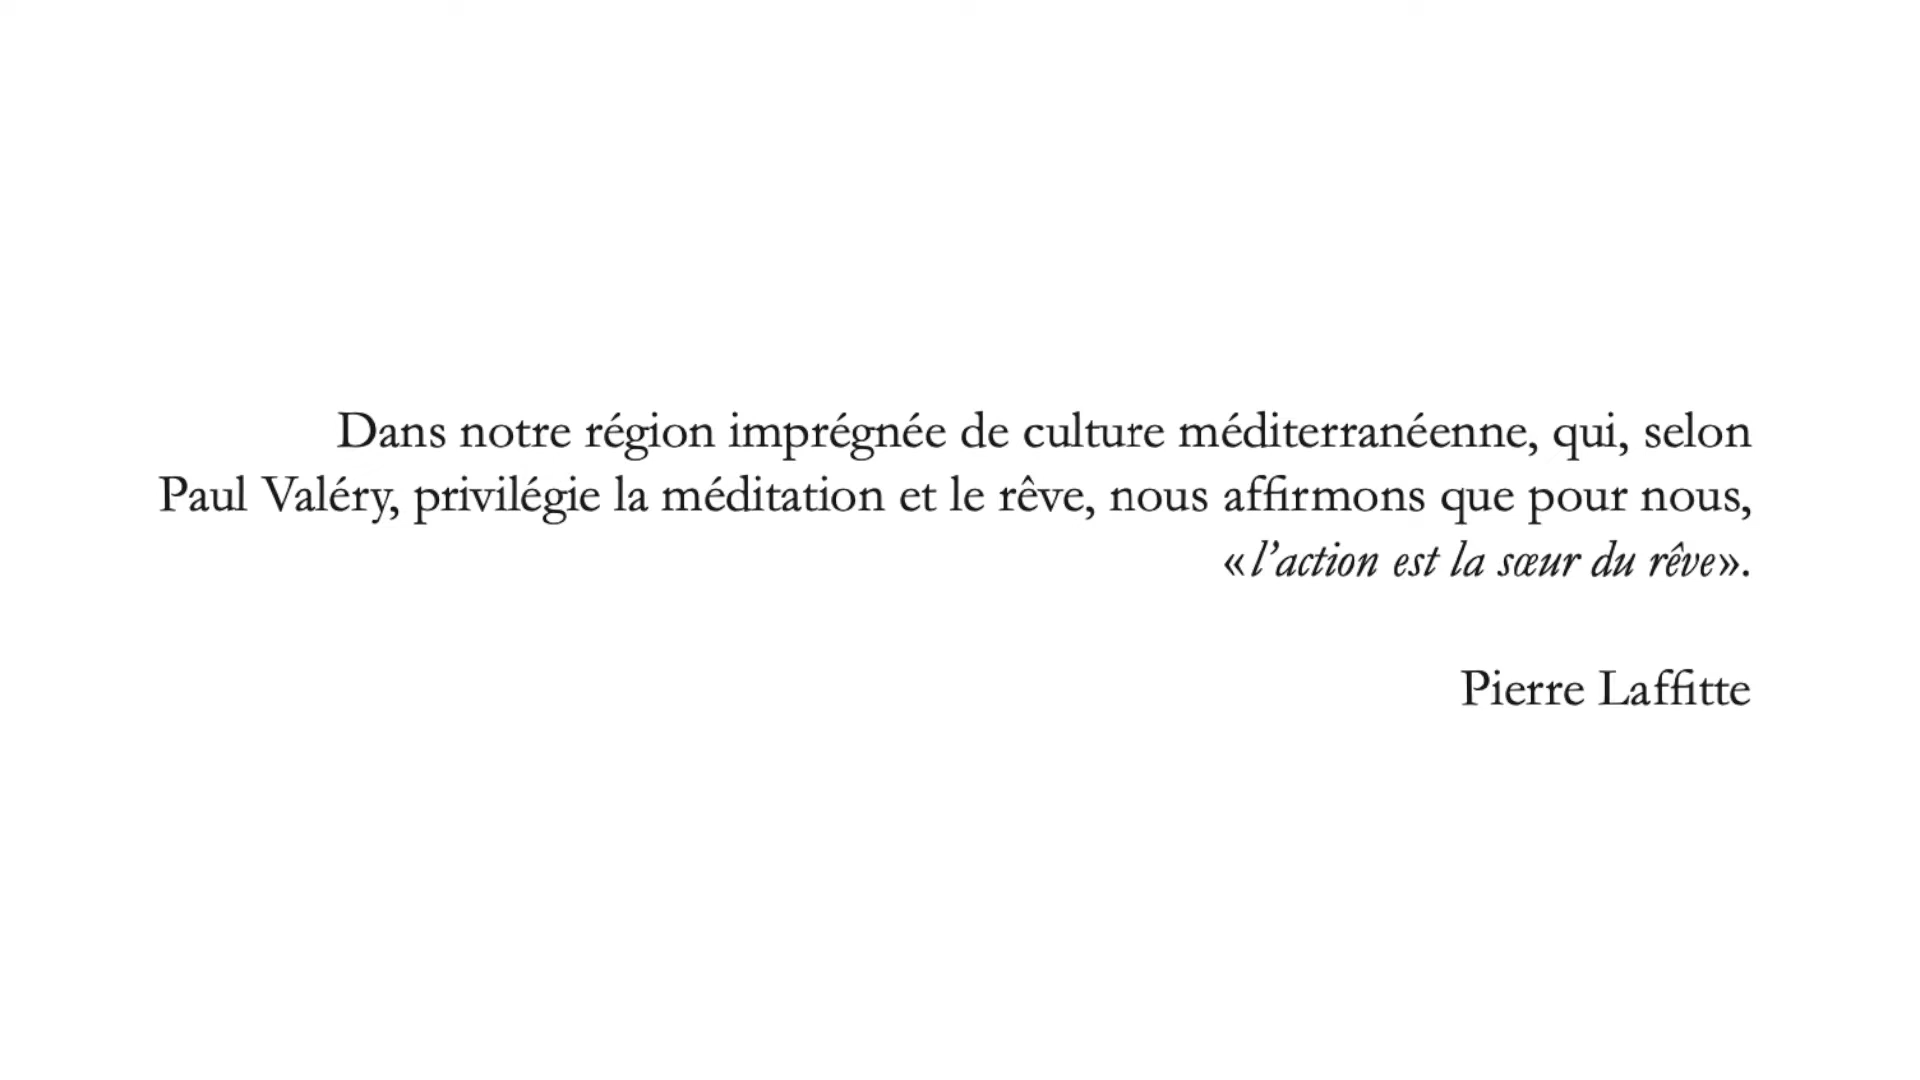 Dans notre région imprégnée de culture méditerranéenne, qui, selon
Paul Valéry, privilégie la méditation et le rêve, nous affirmons que pour nous,
«l’action est la sœur du rêve».
Pierre Laffitte